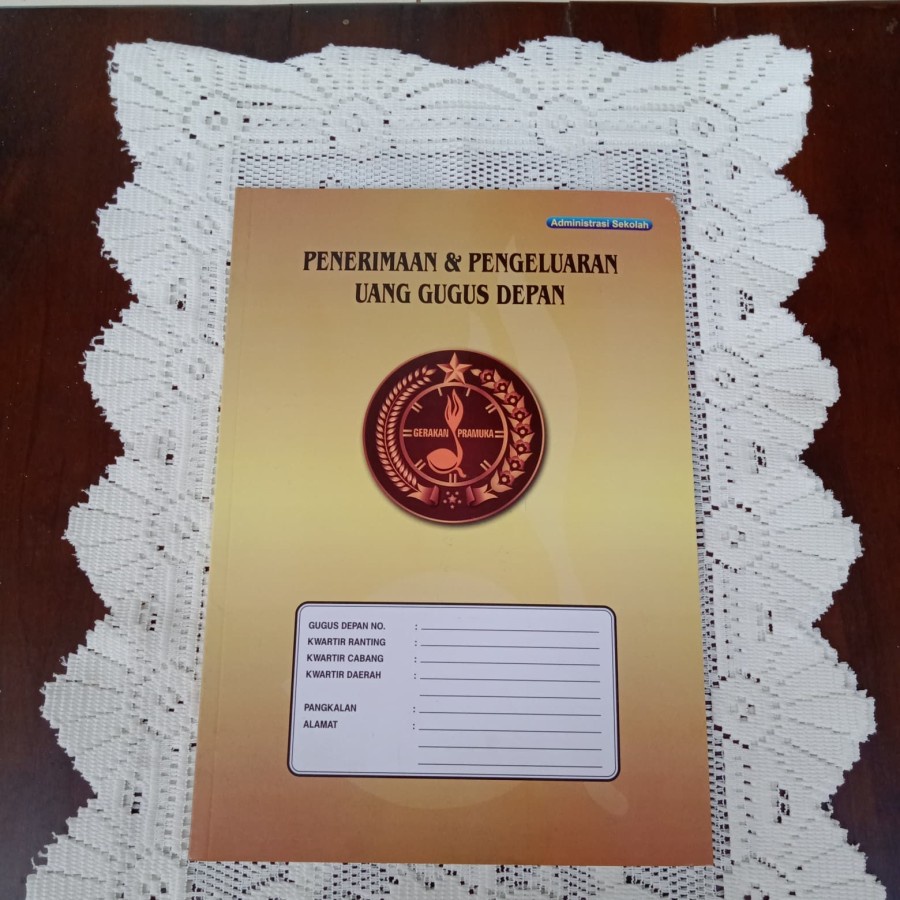 Administrasi Sekolah
PENERIMAAN & PENGELUARAN
UANG GUGUS DEPAN
GERAKAN PRAMUKA
GUGUS DEPAN NO. :
KWARTIR RANTING :
KWARTIR CABANG :
KWARTIR DAERAH :
PANGKALAN :
ALAMAT :